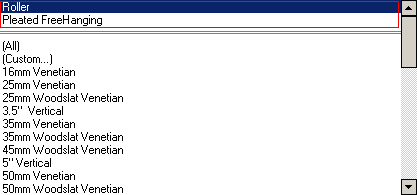 Roller
Pleated FreeHanging
(All)
(Custom...)
16mm Venetian
25mm Venetian
25mm Woodslat Venetian
3.5'' Vertical
35mm Venetian
35mm Woodslat Venetian
45mm Woodslat Venetian
5'' Vertical
50mm Venetian
50mm Woodslat Venetian